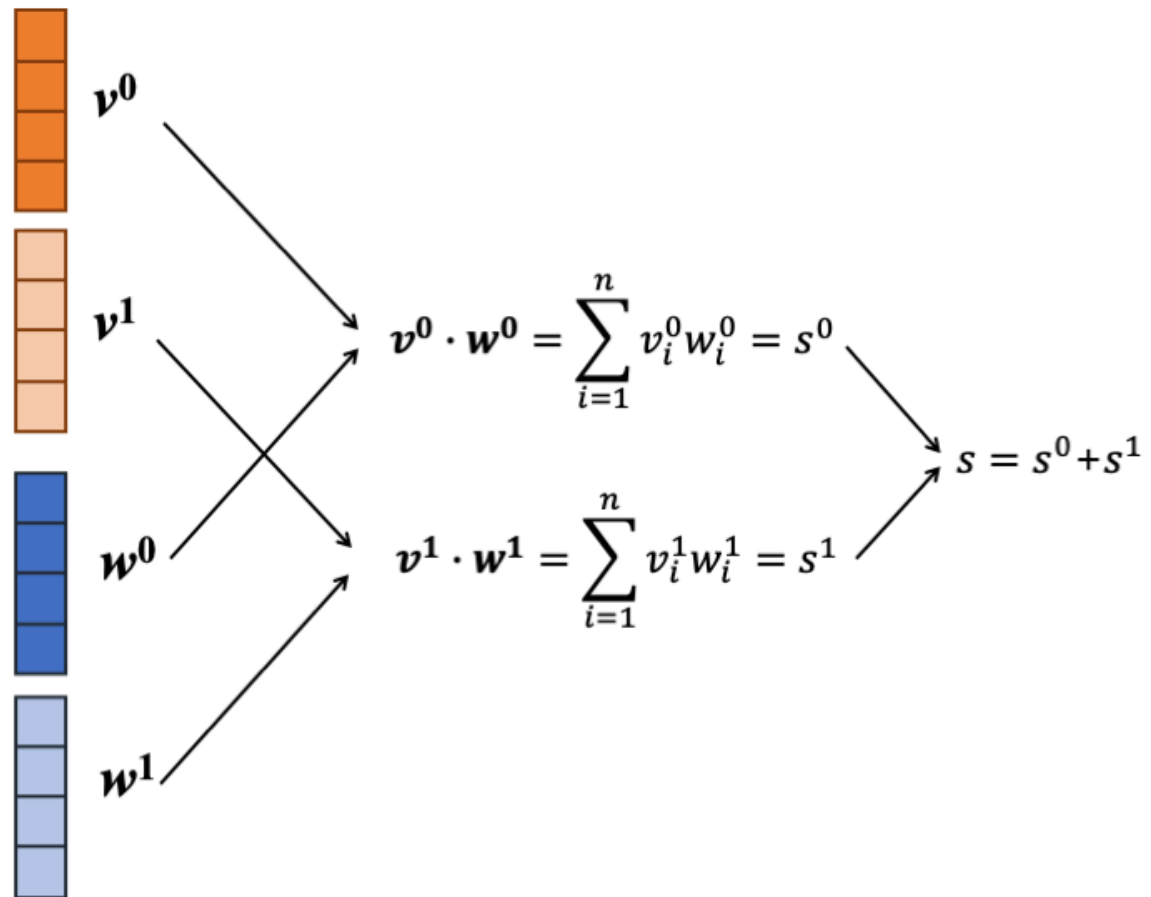 v⁰
v¹
v⁰ · w⁰ = ∑ᵢ₌₁ⁿ vᵢ⁰wᵢ⁰ = s⁰
s = s⁰+s¹
w⁰
v¹ · w¹ = ∑ᵢ₌₁ⁿ vᵢ¹wᵢ¹ = s¹
w¹